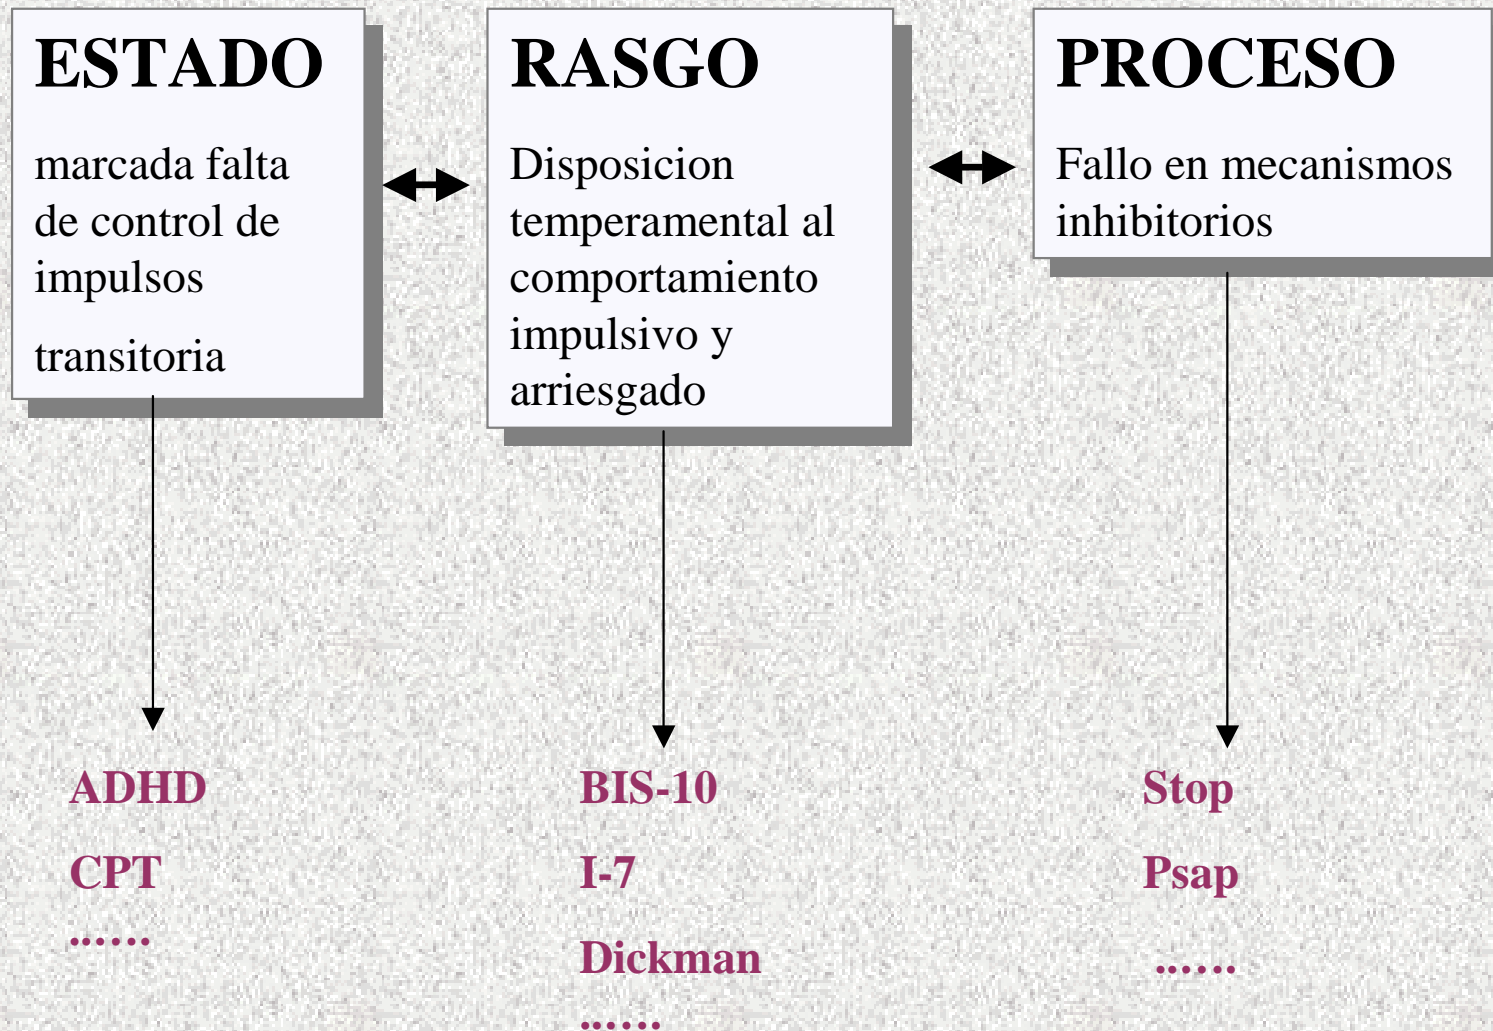 ESTADO
marcada falta
de control de
impulsos
transitoria
RASGO
Disposicion
temperamental al
comportamiento
impulsivo y
arriesgado
PROCESO
Fallo en mecanismos
inhibitorios
ADHD
CPT
......
BIS-10
I-7
Dickman
......
Stop
Psap
......